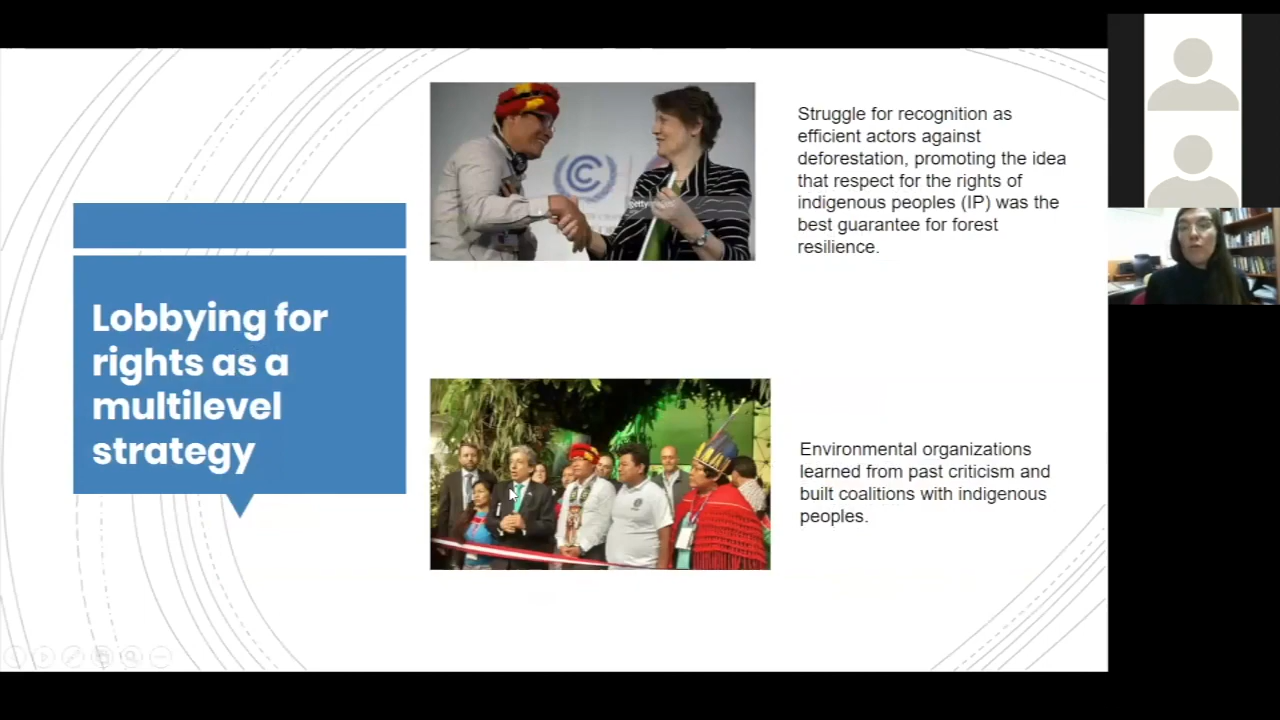 Lobbying for
rights as a
multilevel
strategy
gettyimages
Struggle for recognition as
efficient actors against
deforestation, promoting the idea
that respect for the rights of
indigenous peoples (IP) was the
best guarantee for forest
resilience.
Environmental organizations
learned from past criticism and
built coalitions with indigenous
peoples.